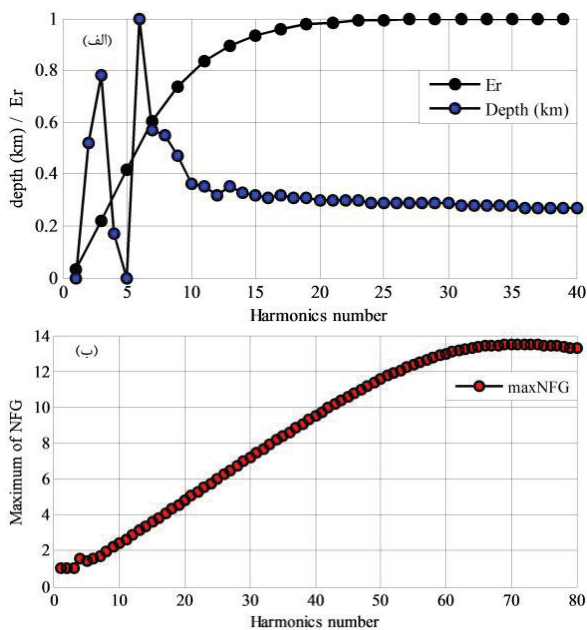 (الف)
1
0.8
0.6
0.4
0.2
0
depth (km) / Er
Er
Depth (km)
0 5 10 15 20 25 30 35 40
Harmonics number
(ب)
14
12
10
8
6
4
2
0
Maximum of NFG
maxNFG
0 10 20 30 40 50 60 70 80
Harmonics number